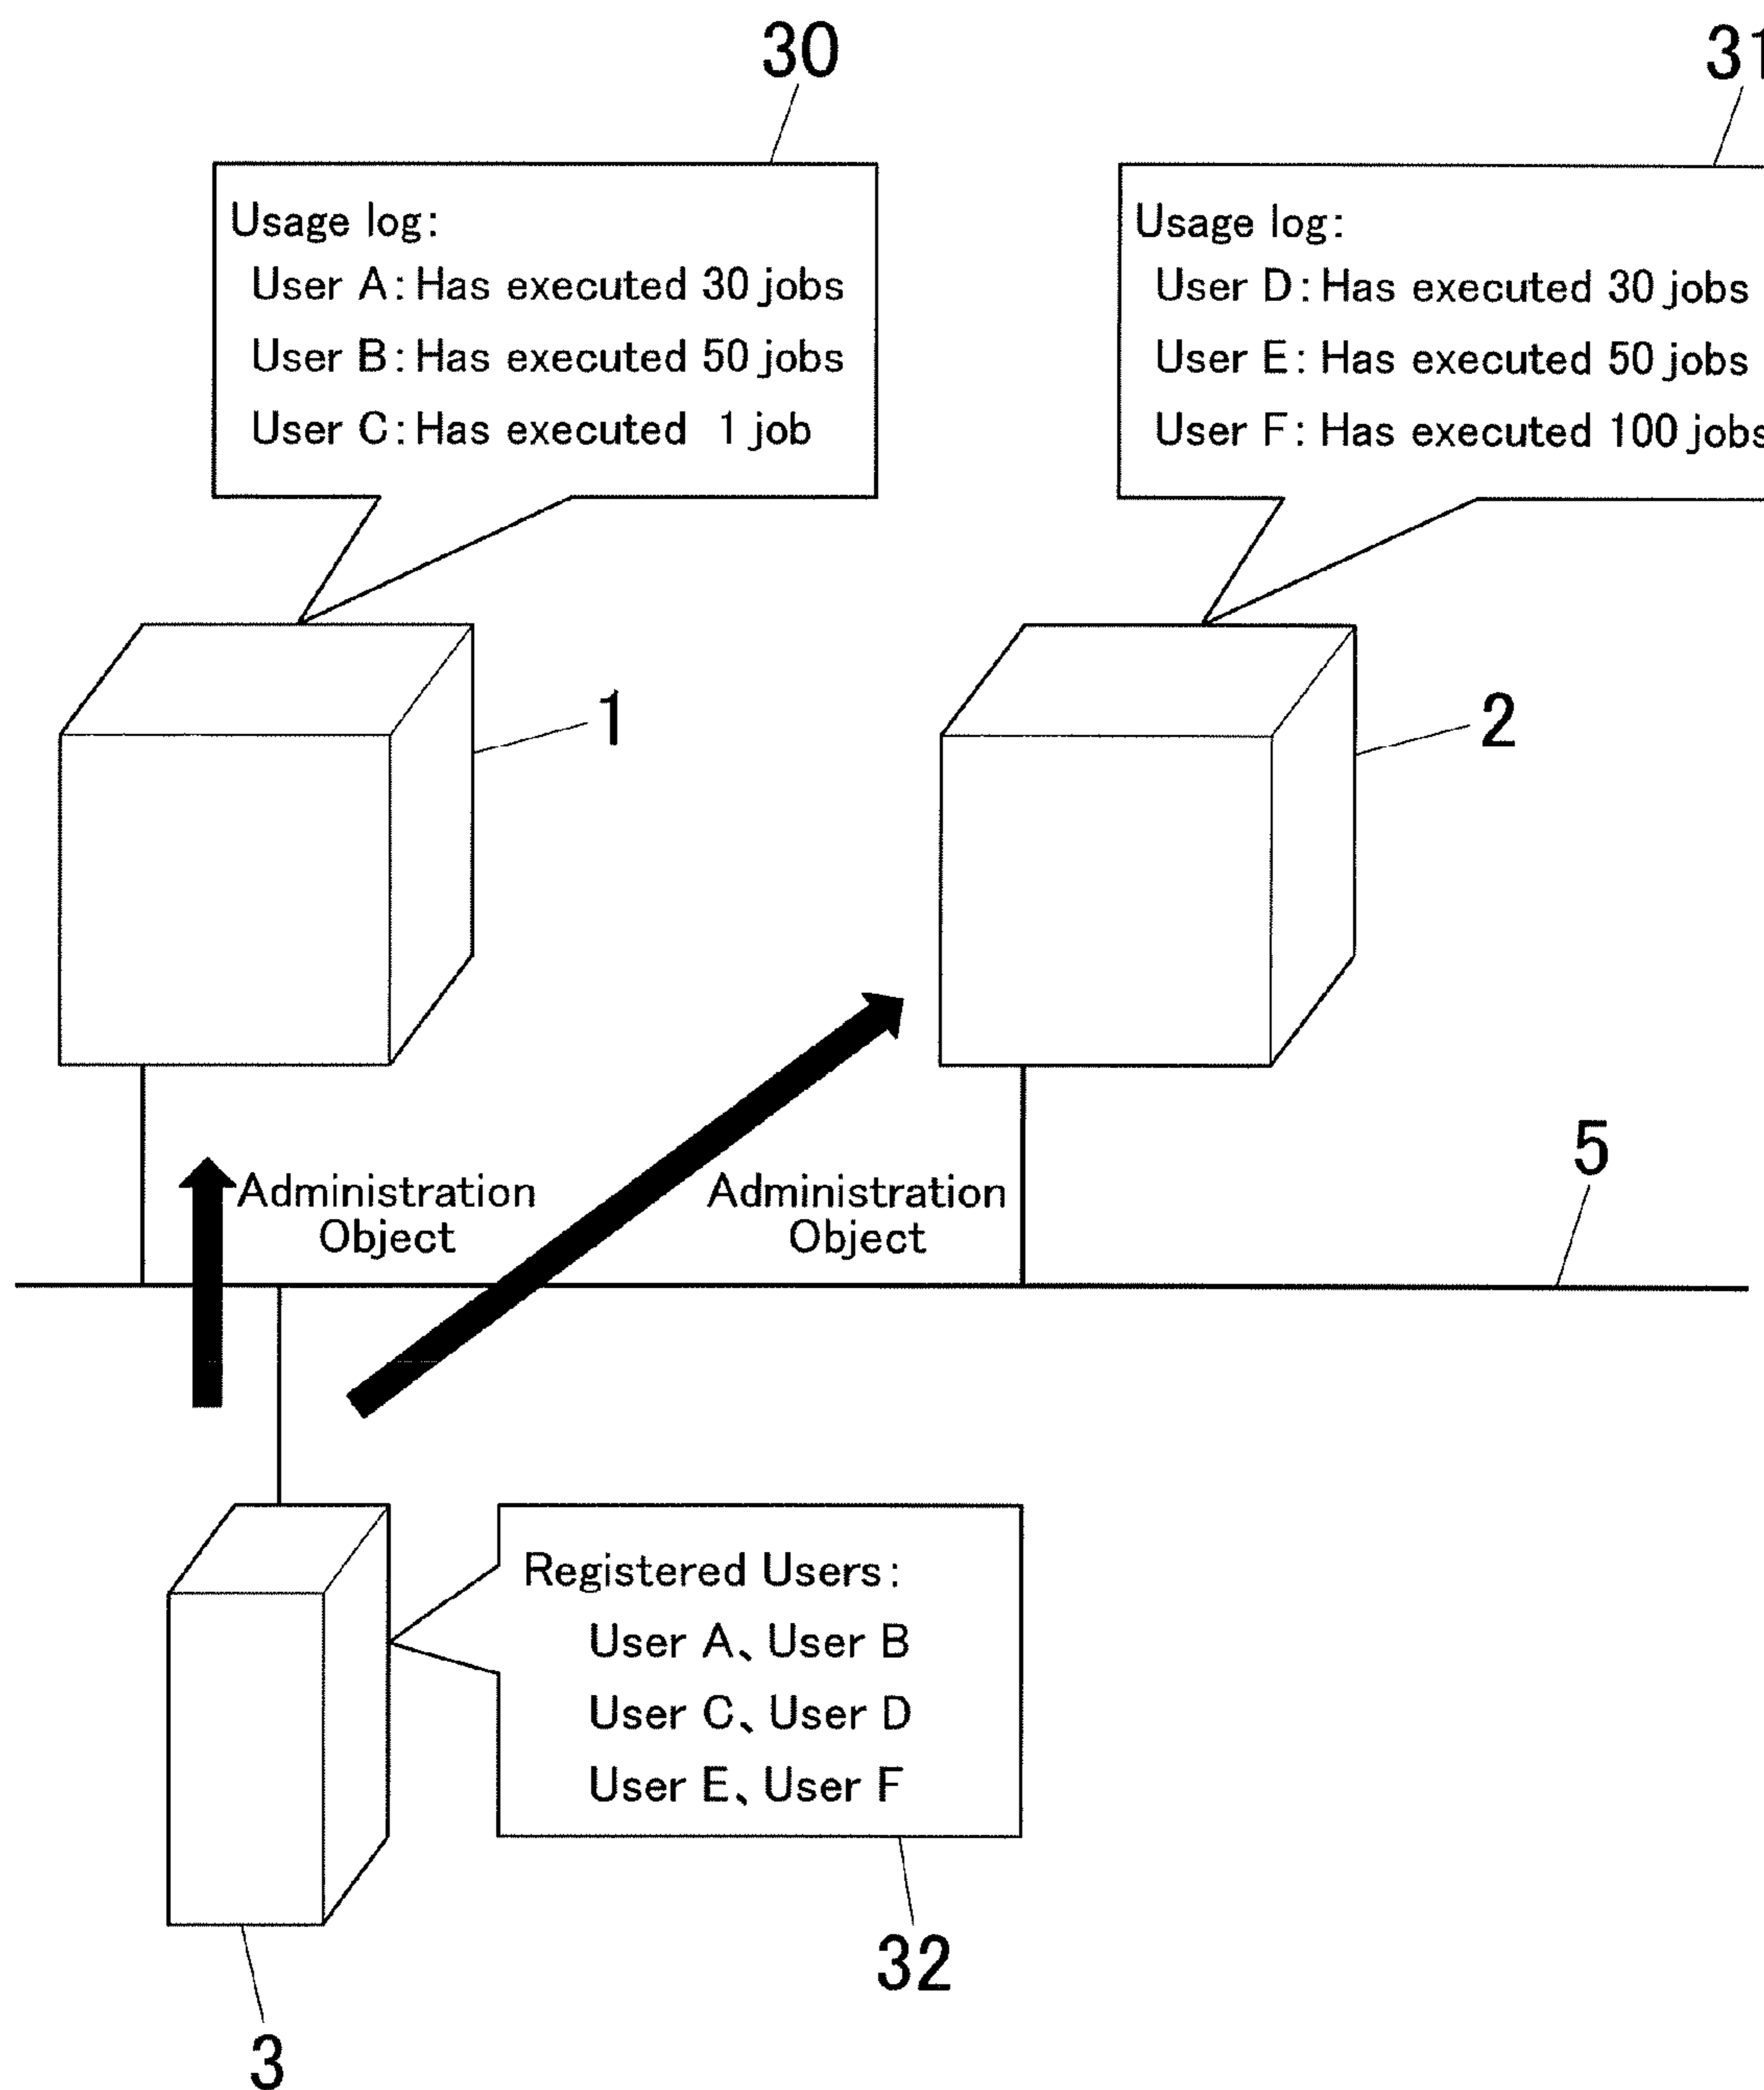 30
31
Usage log:
User A: Has executed 30 jobs
User B: Has executed 50 jobs
User C: Has executed 1 job
Usage log:
User D: Has executed 30 jobs
User E: Has executed 50 jobs
User F: Has executed 100 jobs
1
2
5
Administration
Object
Administration
Object
Registered Users:
User A、User B
User C、User D
User E、User F
32
3